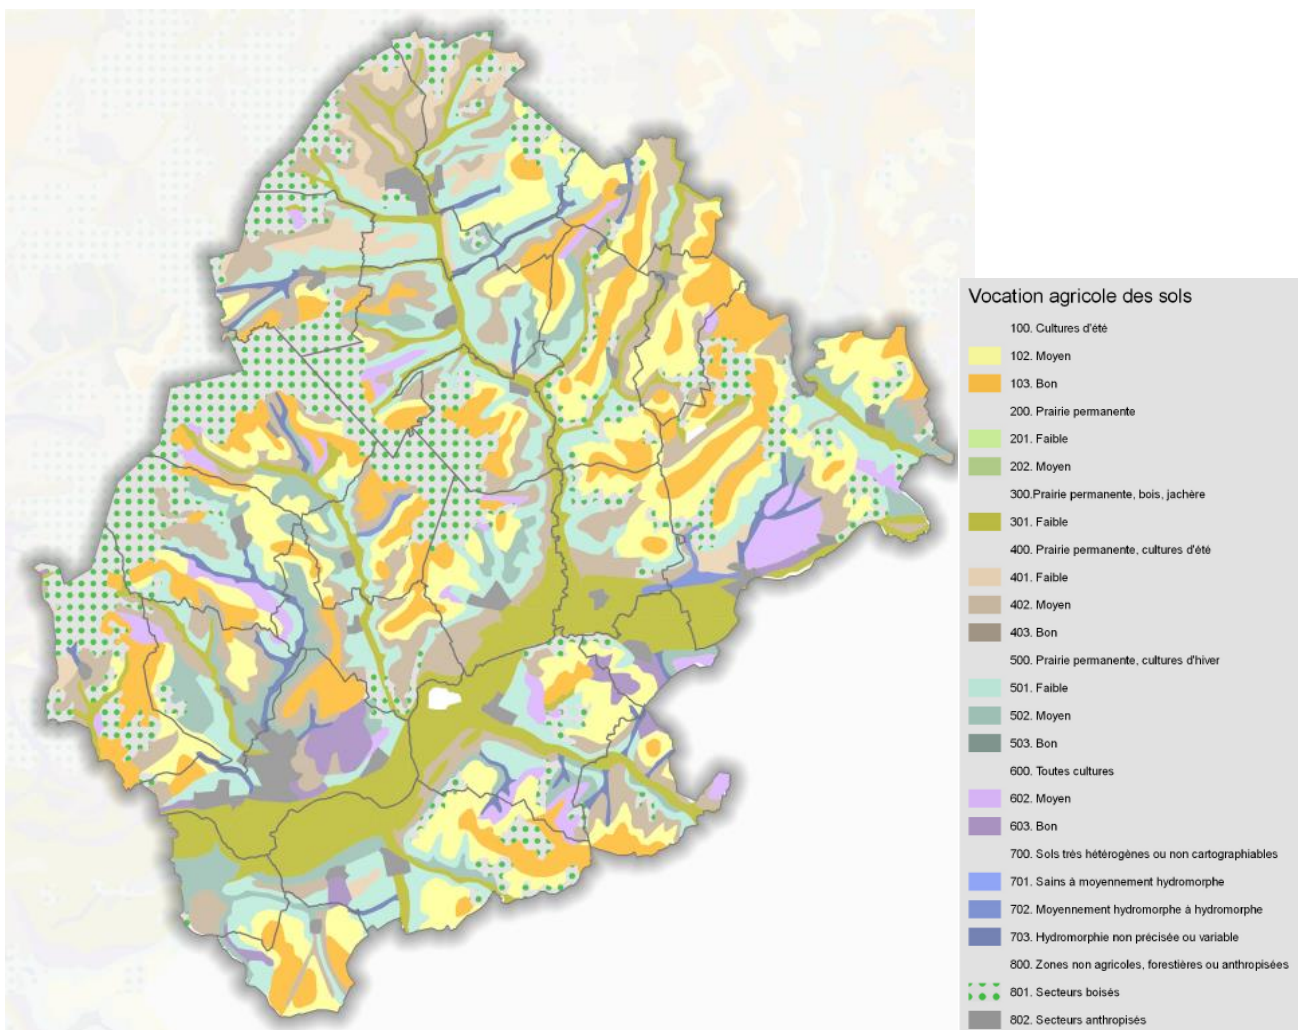 Vocation agricole des sols
100. Cultures d'été
102. Moyen
103. Bon
200. Prairie permanente
201. Faible
202. Moyen
300.Prairie permanente, bois, jachère
301. Faible
400. Prairie permanente, cultures d'été
401. Faible
402. Moyen
403. Bon
500. Prairie permanente, cultures d'hiver
501. Faible
502. Moyen
503. Bon
600. Toutes cultures
602. Moyen
603. Bon
700. Sols très hétérogènes ou non cartographiables
701. Sains à moyennement hydromorphe
702. Moyennement hydromorphe à hydromorphe
703. Hydromorphie non précisée ou variable
800. Zones non agricoles, forestières ou anthropisées
801. Secteurs boisés
802. Secteurs anthropisés